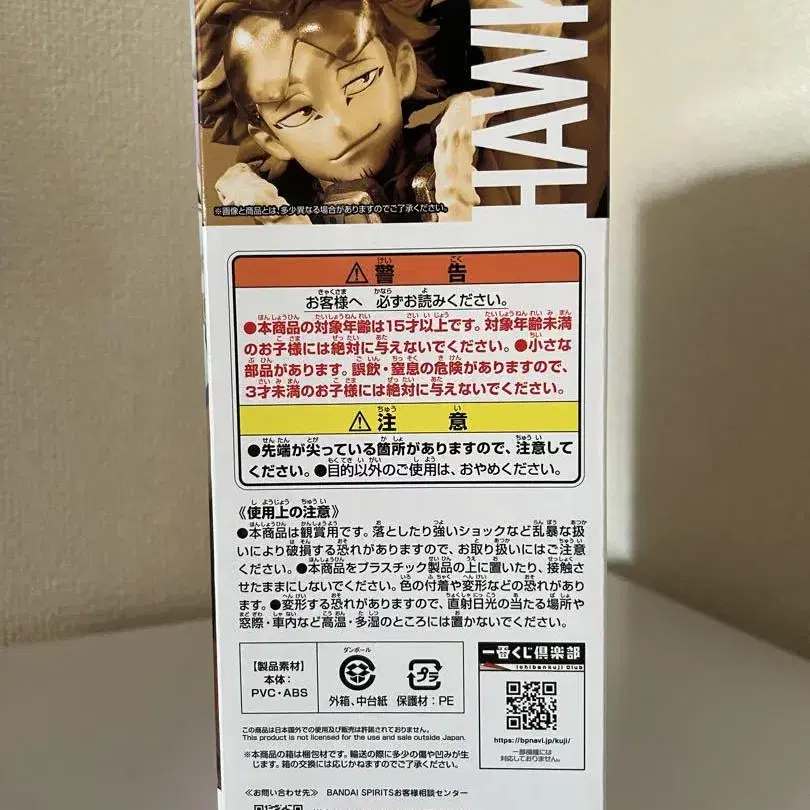 HAWK
※画像と商品とは、多少異なる場合がありますのでご了承ください。
⚠警告
お客様へ 必ずお読みください。
●本商品の対象年齢は15才以上です。対象年齢未満
のお子様には絶対に与えないでください。●小さな
部品があります。誤飲・窒息の危険がありますので、
3才未満のお子様には絶対に与えないでください。
⚠注意
●先端が尖っている箇所がありますので、注意して
ください。●目的以外のご使用は、おやめください。
《使用上の注意》
●本商品は観賞用です。落としたり強いショックなど乱暴な扱
いにより破損する恐れがありますので、お取り扱いにはご注意
ください。●本商品をプラスチック製品の上に置いたり、接触さ
せたままにしないでください。色の付着や変形などの恐れがあり
ます。●変形する恐れがありますので、直射日光の当たる場所や
窓際・車内など高温・多湿のところには置かないでください。
【製品素材】
本体：
PVC・ABS
ダンボール
外箱、中台紙
プラ
保護材：PE
一番くじ倶楽部
ichibankuji Club
https://bpnavi.jp/kuji/
一部機種には
対応しておりません。
この商品は日本国外での使用及び販売は許諾されておりません。
This product is not licensed for the use and sale outside Japan.
※本商品の箱は梱包材です。輸送の際に多少の傷や凹みが生
じます。箱の交換には応じかねますのでご了承ください。
≪お問い合わせ先≫ BANDAI SPIRITSお客様相談センター